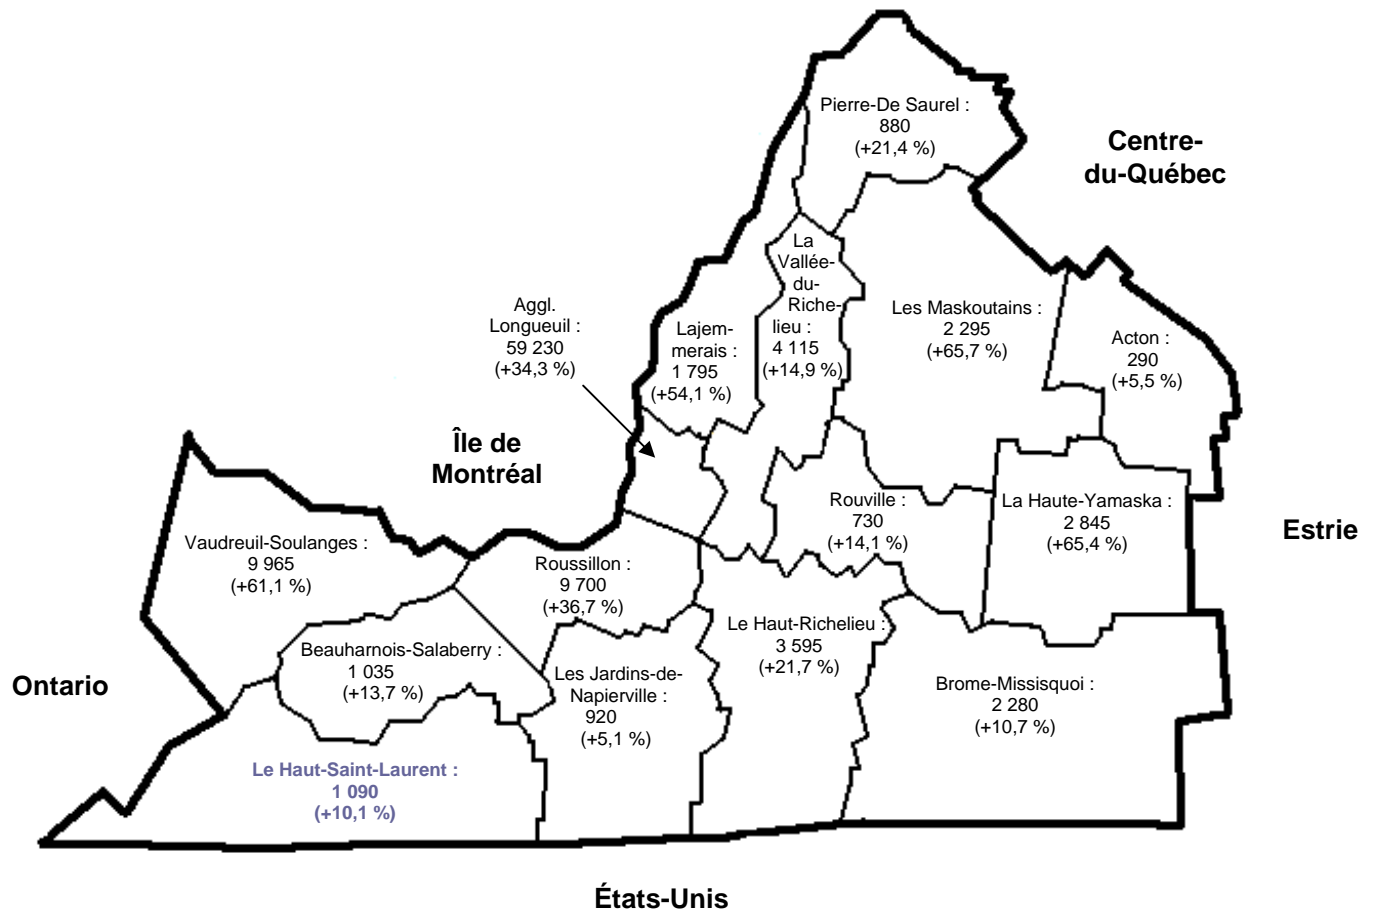 Pierre-De Saurel :
880
(+21,4 %)
Centre-
du-Québec
La
Vallée-
du-
Riche-
lieu :
4 115
(+14,9 %)
Les Maskoutains :
2 295
(+65,7 %)
Aggl.
Longueuil :
59 230
(+34,3 %)
Lajem-
merais :
1 795
(+54,1 %)
Acton :
290
(+5,5 %)
Île de
Montréal
Rouville :
730
(+14,1 %)
La Haute-Yamaska :
2 845
(+65,4 %)
Estrie
Vaudreuil-Soulanges :
9 965
(+61,1 %)
Roussillon :
9 700
(+36,7 %)
Le Haut-Richelieu :
3 595
(+21,7 %)
Beauharnois-Salaberry :
1 035
(+13,7 %)
Les Jardins-de-
Napierville :
920
(+5,1 %)
Brome-Missisquoi :
2 280
(+10,7 %)
Ontario
Le Haut-Saint-Laurent :
1 090
(+10,1 %)
États-Unis